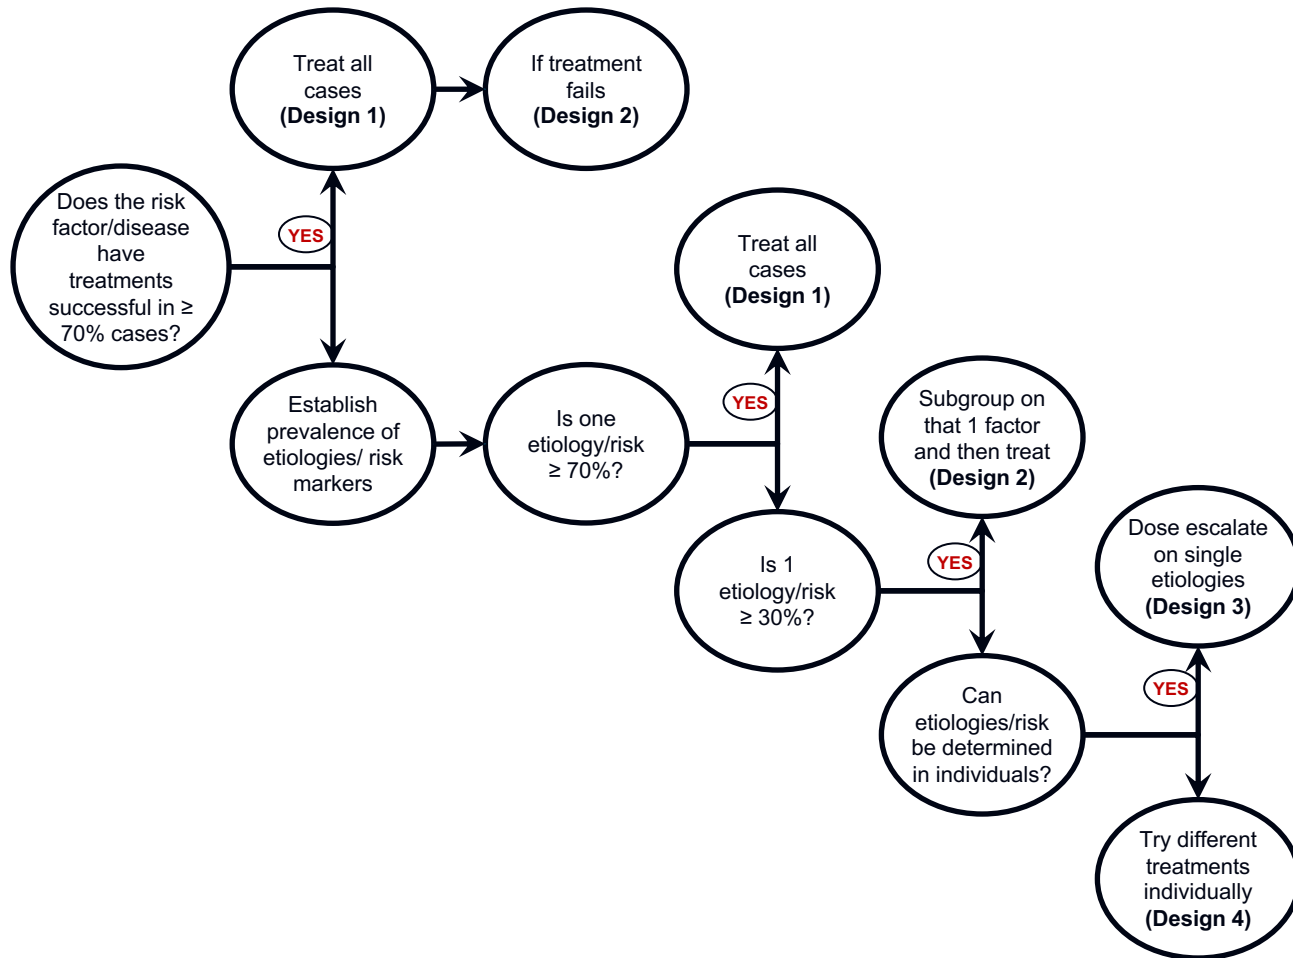 Treat all
cases
(Design 1)
If treatment
fails
(Design 2)
Does the risk
factor/disease
have
treatments
successful in ≥
70% cases?
YES
Treat all
cases
(Design 1)
Establish
prevalence of
etiologies/ risk
markers
Is one
etiology/risk
≥ 70%?
YES
Subgroup on
that 1 factor
and then treat
(Design 2)
Is 1
etiology/risk
≥ 30%?
YES
Dose escalate
on single
etiologies
(Design 3)
Can
etiologies/risk
be determined
in individuals?
YES
Try different
treatments
individually
(Design 4)